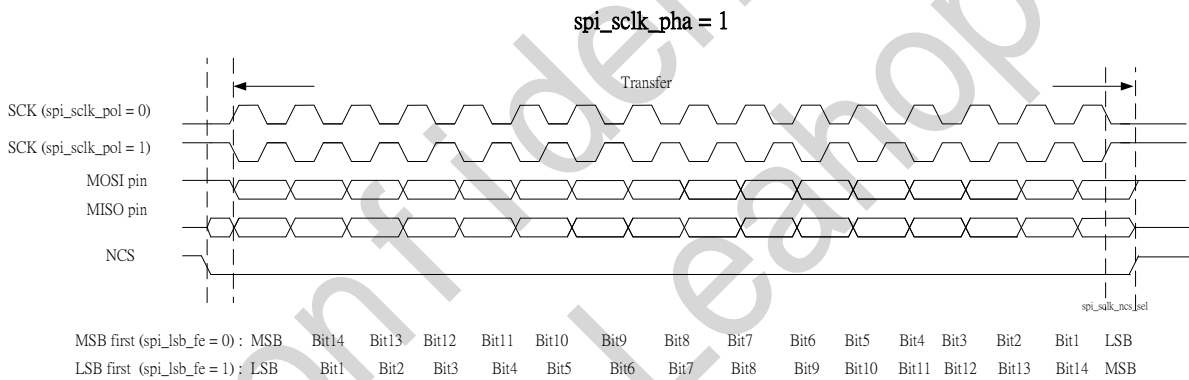 spi_sclk_pha = 1
Transfer
SCK (spi_sclk_pol = 0)
SCK (spi_sclk_pol = 1)
MOSI pin
MISO pin
NCS
spi_sclk_ncs_sel
MSB first (spi_lsb_fe = 0) : MSB Bit14 Bit13 Bit12 Bit11 Bit10 Bit9 Bit8 Bit7 Bit6 Bit5 Bit4 Bit3 Bit2 Bit1 LSB
LSB first (spi_lsb_fe = 1) : LSB Bit1 Bit2 Bit3 Bit4 Bit5 Bit6 Bit7 Bit8 Bit9 Bit10 Bit11 Bit12 Bit13 Bit14 MSB
onfiden
Leahop